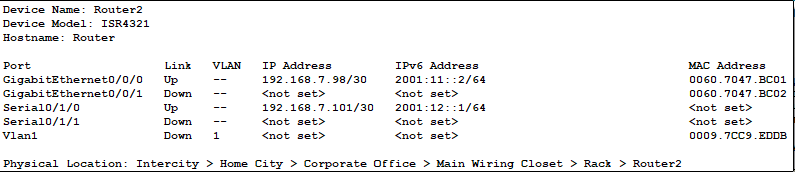 Device Name: Router2
Device Model: ISR4321
Hostname: Router
Port Link VLAN IP Address IPv6 Address MAC Address
GigabitEthernet0/0/0 Up -- 192.168.7.98/30 2001:11::2/64 0060.7047.BC01
GigabitEthernet0/0/1 Down -- <not set> <not set> 0060.7047.BC02
Serial0/1/0 Up -- 192.168.7.101/30 2001:12::1/64 <not set>
Serial0/1/1 Down -- <not set> <not set> <not set>
Vlan1 Down 1 <not set> <not set> 0009.7CC9.EDDB
Physical Location: Intercity > Home City > Corporate Office > Main Wiring Closet > Rack > Router2